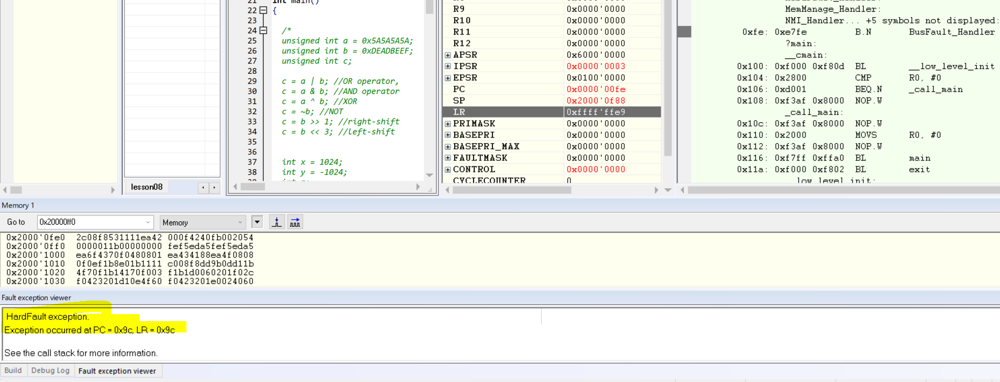 21 int main()
22 {
23
24 /*
25 unsigned int a = 0x5A5A5A5A;
26 unsigned int b = 0xDEADBEEF;
27 unsigned int c;
28
29 c = a | b; //OR operator,
30 c = a & b; //AND operator
31 c = a ^ b; //XOR
32 c = ~b; //NOT
33 c = b >> 1; //right-shift
34 c = b << 3; //left-shift
35
36
37 int x = 1024;
38 int y = -1024;
lesson08
R9 0x0000'0000
R10 0x0000'0000
R11 0x0000'0000
R12 0x0000'0000
APSR 0x6000'0000
IPSR 0x0000'0003
EPSR 0x0100'0000
PC 0x0000'00fe
SP 0x2000'0f88
LR 0xffff'ffe9
PRIMASK 0x0000'0000
BASEPRI 0x0000'0000
BASEPRI_MAX 0x0000'0000
FAULTMASK 0x0000'0000
CONTROL 0x0000'0000
CYCLECOUNTER 0
MemManage_Handler:
NMI_Handler... +5 symbols not displayed:
0xfe: 0xe7fe B.N BusFault_Handler
?main:
__cmain:
0x100: 0xf000 0xf80d BL __low_level_init
0x104: 0x2800 CMP R0, #0
0x106: 0xd001 BEQ.N _call_main
0x108: 0xf3af 0x8000 NOP.W
_call_main:
0x10c: 0xf3af 0x8000 NOP.W
0x110: 0x2000 MOVS R0, #0
0x112: 0xf3af 0x8000 NOP.W
0x116: 0xf7ff 0xffa0 BL main
0x11a: 0xf000 0xf802 BL exit
low_level_init:
Memory 1
Go to 0x20000ff0 Memory
0x2000'0fe0 2c08f8531111ea42 000f4240fb002054
0x2000'0ff0 0000011b00000000 fef5eda5fef5eda5
0x2000'1000 ea6f4370f0480801 ea434188ea4f0808
0x2000'1010 0f0ef1b8e01b1111 c008f8dd9b0dd11b
0x2000'1020 4f70f1b14170f003 f1b1d0060201f02c
0x2000'1030 f0423201d10e4f60 f0423201e0024060
Fault exception viewer
HardFault exception.
Exception occurred at PC = 0x9c, LR = 0x9c
See the call stack for more information.
Build Debug Log Fault exception viewer